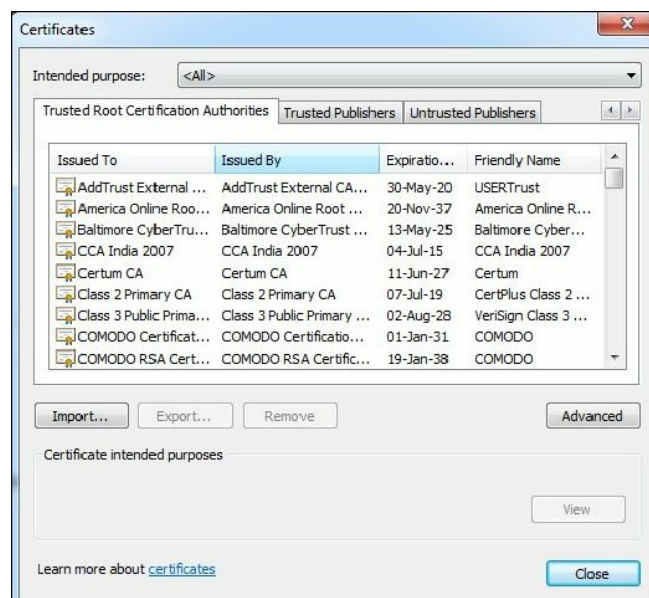 Certificates
Intended purpose: <All>
Trusted Root Certification Authorities Trusted Publishers Untrusted Publishers
Issued To Issued By Expiratio... Friendly Name
AddTrust External ... AddTrust External CA... 30-May-20 USERTrust
America Online Roo... America Online Root ... 20-Nov-37 America Online R...
Baltimore CyberTru... Baltimore CyberTrust ... 13-May-25 Baltimore Cyber...
CCA India 2007 CCA India 2007 04-Jul-15 CCA India 2007
Certum CA Certum CA 11-Jun-27 Certum
Class 2 Primary CA Class 2 Primary CA 07-Jul-19 CertPlus Class 2 ...
Class 3 Public Prima... Class 3 Public Primary ... 02-Aug-28 VeriSign Class 3 ...
COMODO Certificat... COMODO Certificatio... 01-Jan-31 COMODO
COMODO RSA Cert... COMODO RSA Certific... 19-Jan-38 COMODO
Import... Export... Remove Advanced
Certificate intended purposes
View
Learn more about certificates
Close